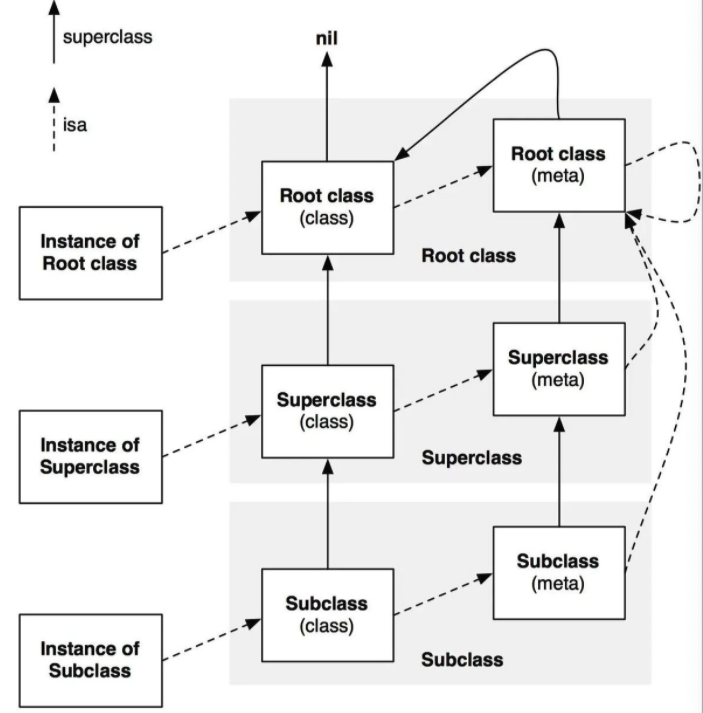 superclass
nil
isa
Root class
(meta)
Root class
(class)
Instance of
Root class
Root class
Superclass
(meta)
Superclass
(class)
Instance of
Superclass
Superclass
Subclass
(meta)
Subclass
(class)
Instance of
Subclass
Subclass